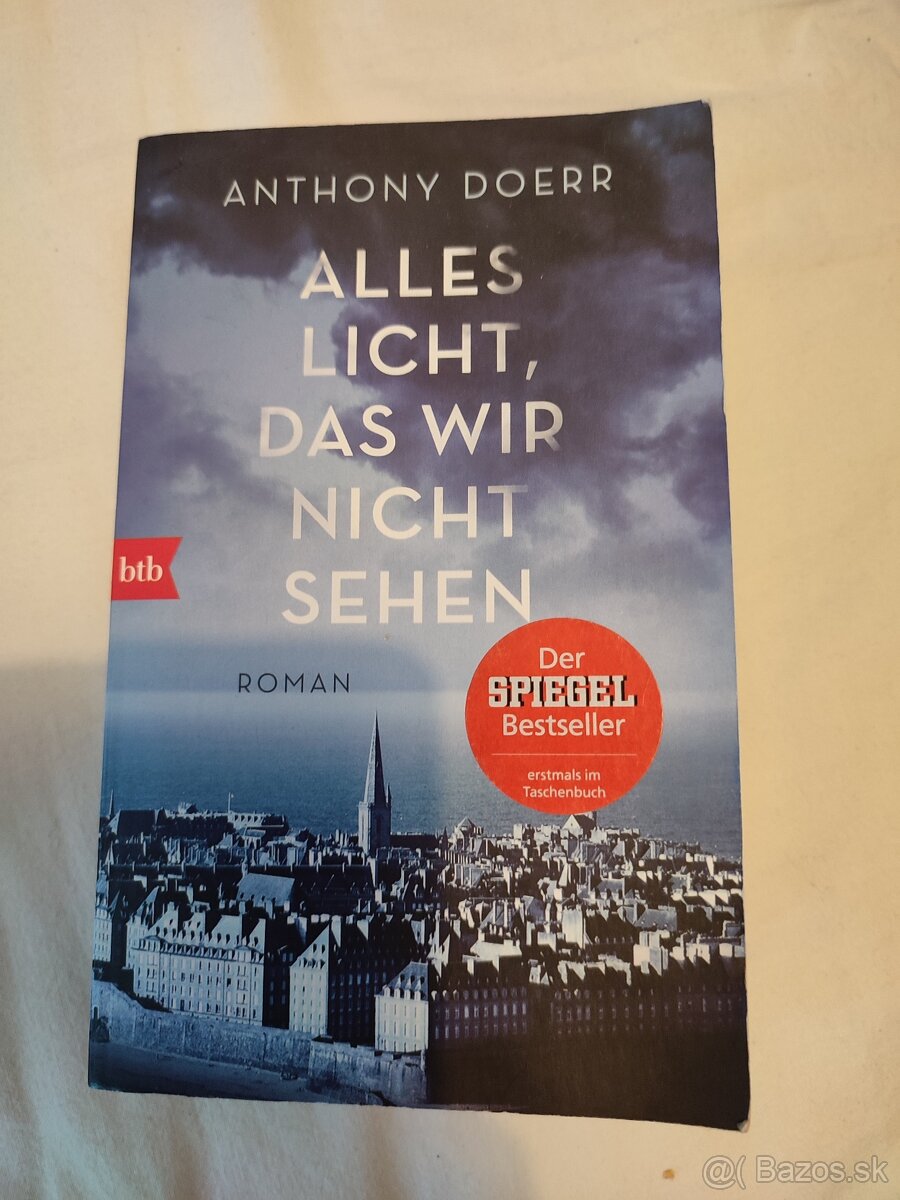 ANTHONY DOERR
ALLES
LICHT,
DAS WIR
NICHT
SEHEN
btb
ROMAN
Der
SPIEGEL
Bestseller
erstmals im
Taschenbuch
@( Bazos.sk